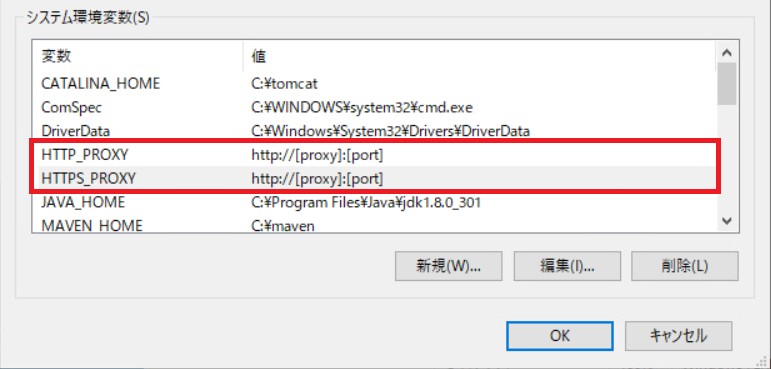 システム環境変数(S)
変数 値
CATALINA_HOME C:¥tomcat
ComSpec C:¥WINDOWS¥system32¥cmd.exe
DriverData C:¥Windows¥System32¥Drivers¥DriverData
HTTP_PROXY http://[proxy]:[port]
HTTPS_PROXY http://[proxy]:[port]
JAVA_HOME C:¥Program Files¥Java¥jdk1.8.0_301
MAVEN_HOME C:¥maven
新規(W)... 編集(I)... 削除(L)
OK キャンセル